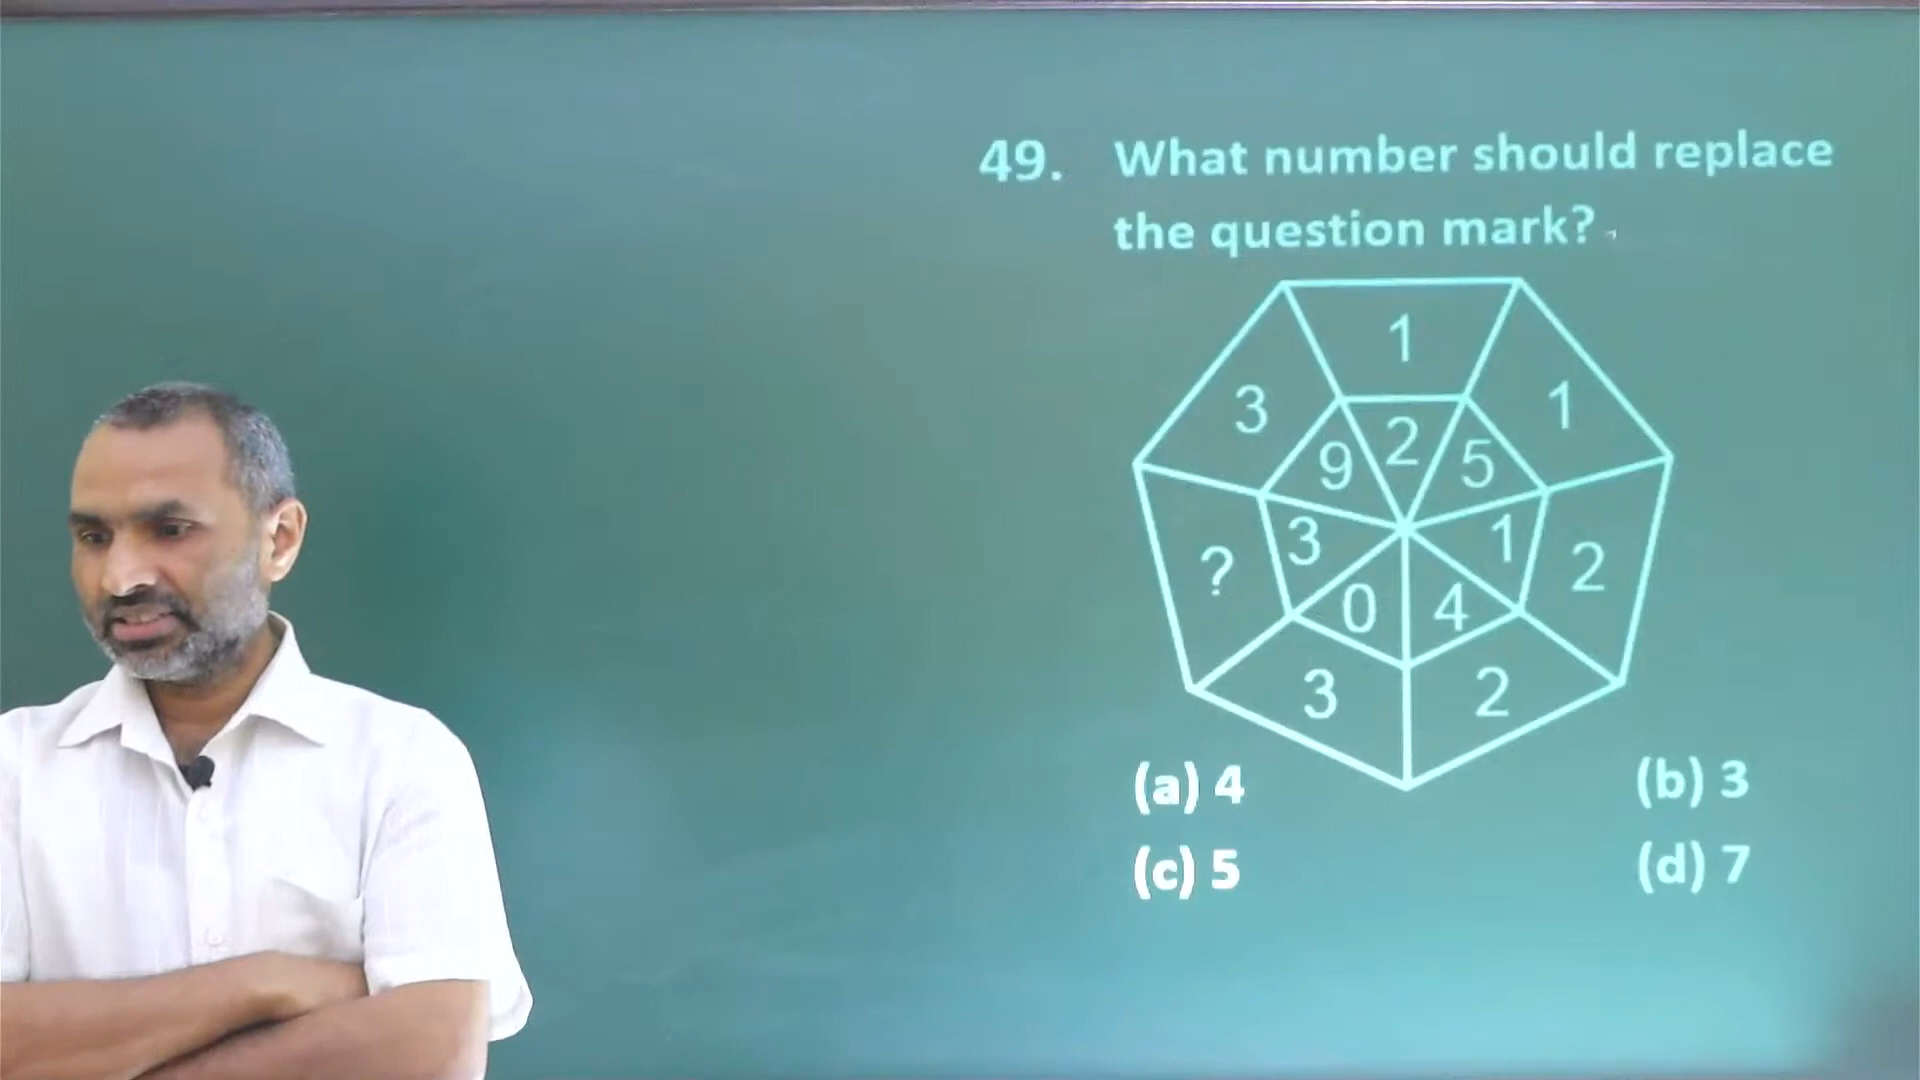 49. What number should replace
the question mark?
1
3 1
9 2 5
? 3 1 2
0 4
3 2
(a) 4 (b) 3
(c) 5 (d) 7